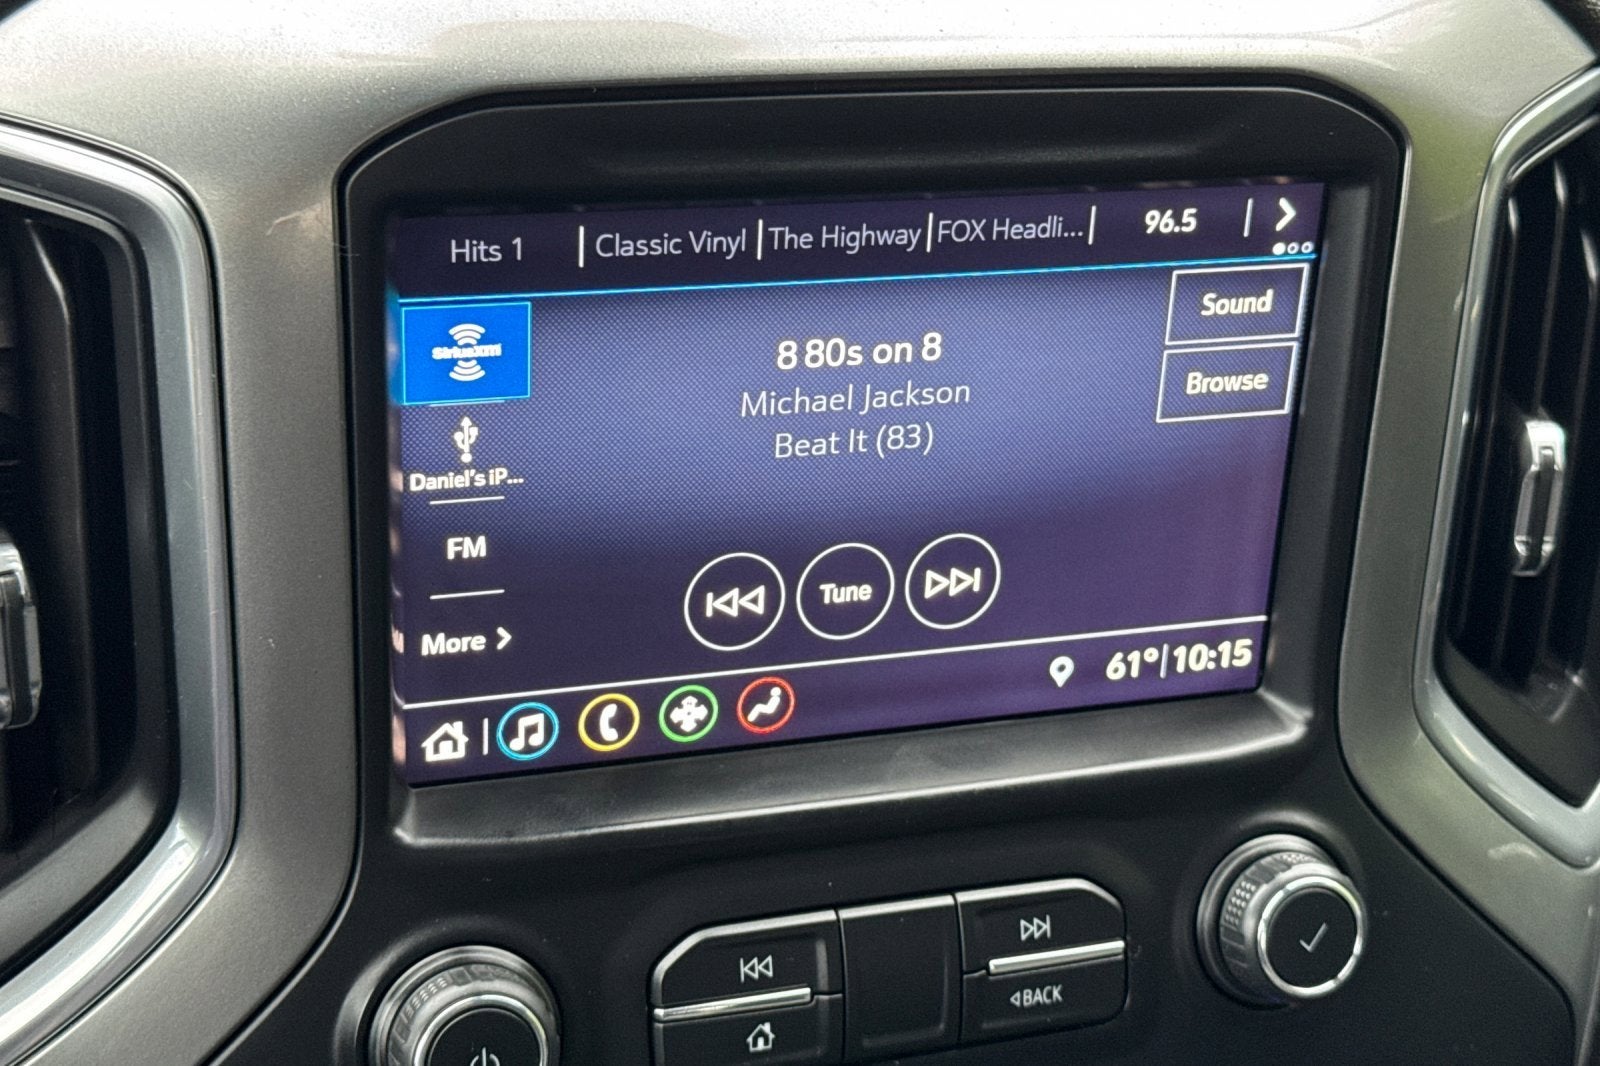 Hits 1 | Classic Vinyl | The Highway | FOX Headli... | 96.5 |
siriusxm
8 80s on 8
Michael Jackson
Beat It (83)
Sound
Browse
Daniel's iP...
FM
More
Tune
61° | 10:15
BACK